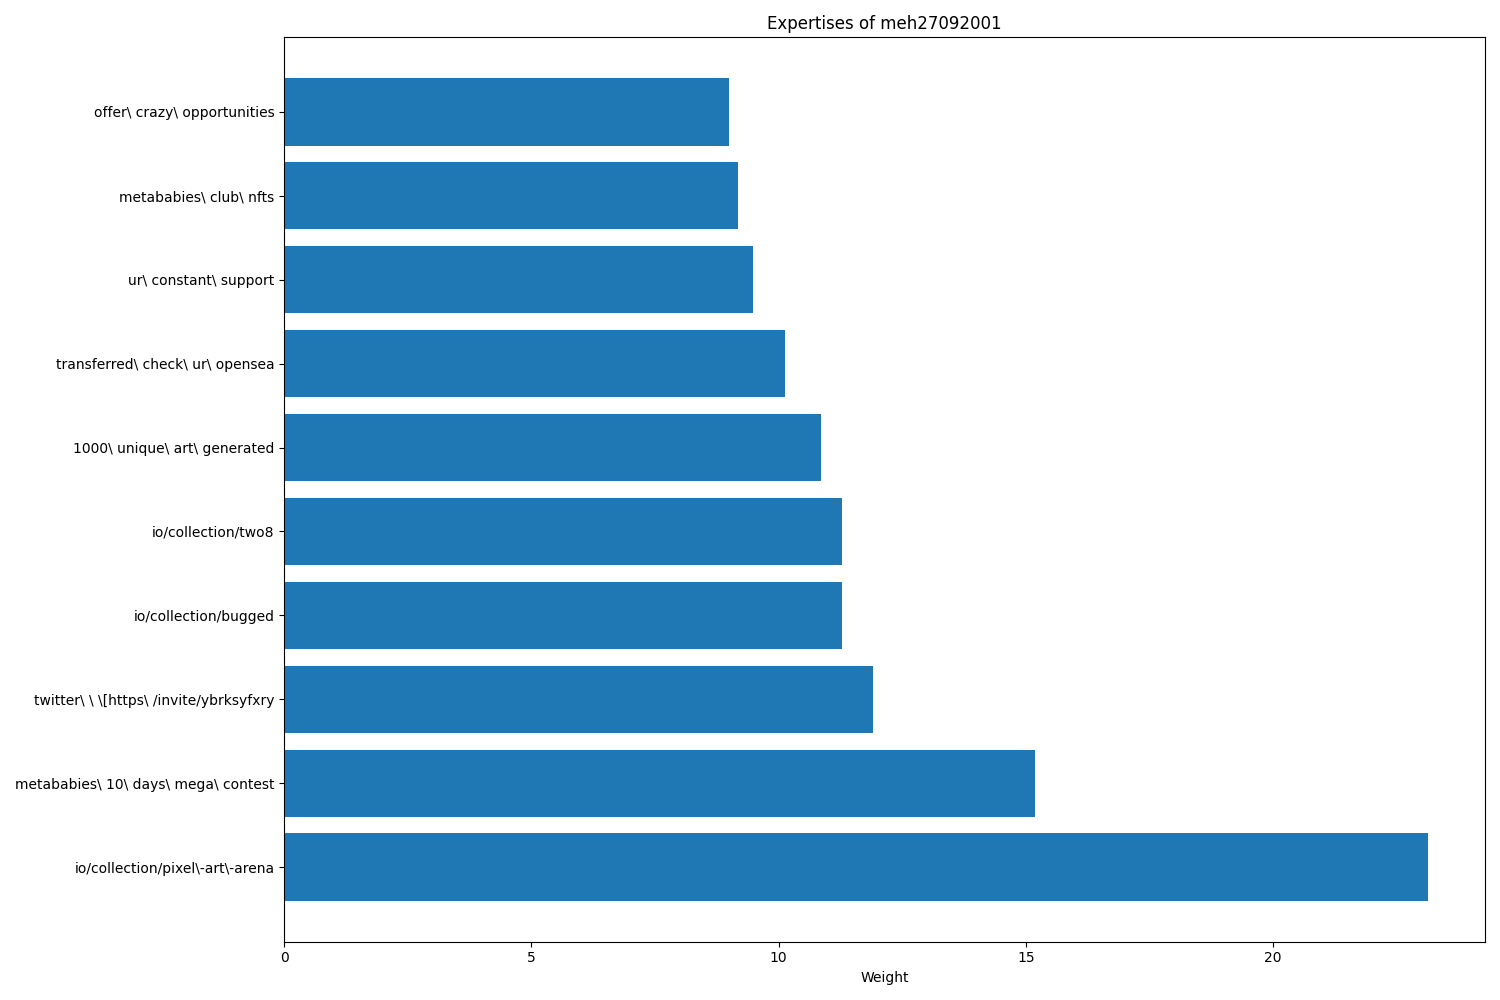 Expertises of meh27092001
offer\ crazy\ opportunities
metababies\ club\ nfts
ur\ constant\ support
transferred\ check\ ur\ opensea
1000\ unique\ art\ generated
io/collection/two8
io/collection/bugged
twitter\ \ \[https\ /invite/ybrksyfxry
metababies\ 10\ days\ mega\ contest
io/collection/pixel\-art\-arena
0 5 10 15 20
Weight